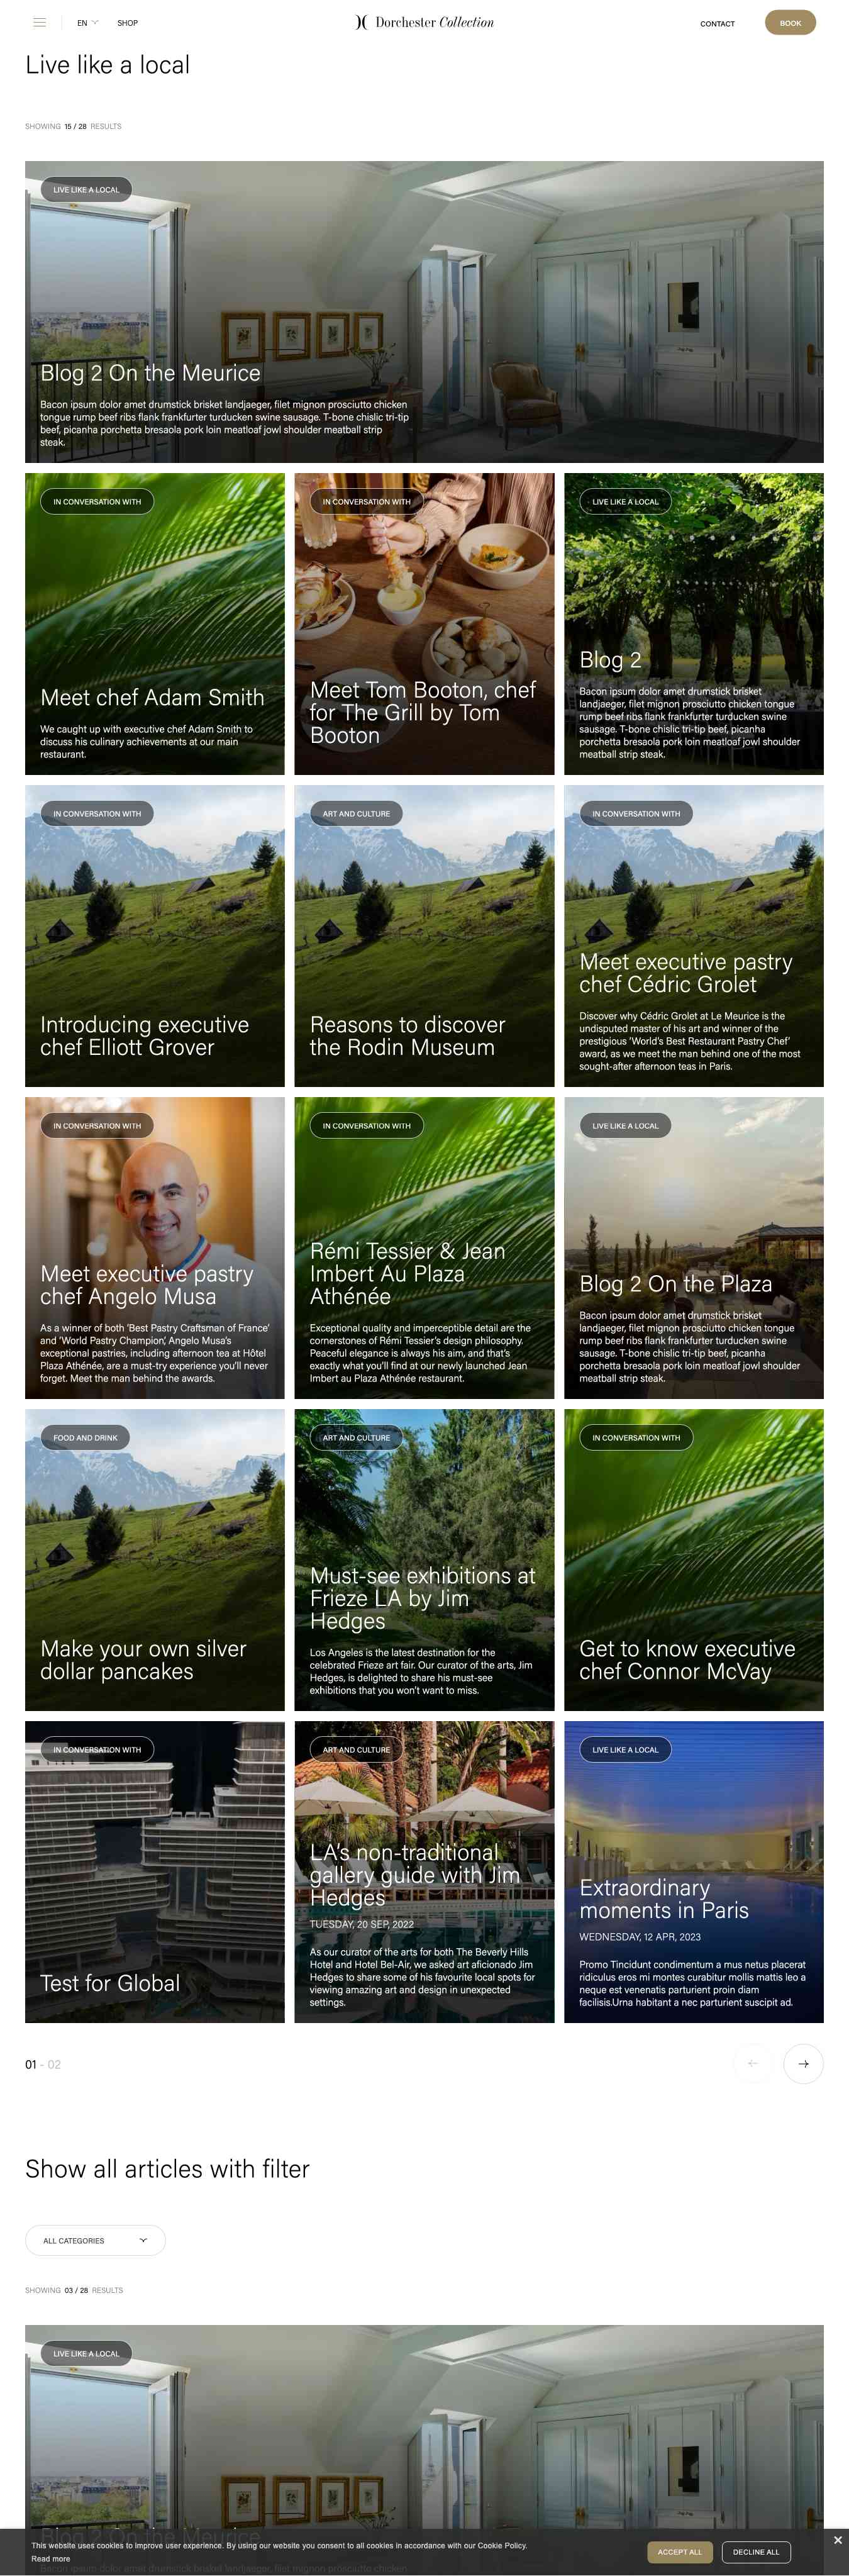 EN
SHOP
Dorchester Collection
CONTACT
BOOK
Live like a local
SHOWING 15 / 28 RESULTS
LIVE LIKE A LOCAL
Blog 2 On the Meurice
Bacon ipsum dolor amet drumstick brisket landjaeger, filet mignon prosciutto chicken
tongue rump beef ribs flank frankfurter turducken swine sausage. T-bone chislic tri-tip
beef, picanha porchetta bresaola pork loin meatloaf jowl shoulder meatball strip
steak.
IN CONVERSATION WITH
Meet chef Adam Smith
We caught up with executive chef Adam Smith to
discuss his culinary achievements at our main
restaurant.
IN CONVERSATION WITH
Meet Tom Booton, chef
for The Grill by Tom
Booton
LIVE LIKE A LOCAL
Blog 2
Bacon ipsum dolor amet drumstick brisket
landjaeger, filet mignon prosciutto chicken tongue
rump beef ribs flank frankfurter turducken swine
sausage. T-bone chislic tri-tip beef, picanha
porchetta bresaola pork loin meatloaf jowl shoulder
meatball strip steak.
IN CONVERSATION WITH
Introducing executive
chef Elliott Grover
ART AND CULTURE
Reasons to discover
the Rodin Museum
IN CONVERSATION WITH
Meet executive pastry
chef Cédric Grolet
Discover why Cédric Grolet at Le Meurice is the
undisputed master of his art and winner of the
prestigious ‘World’s Best Restaurant Pastry Chef’
award, as we meet the man behind one of the most
sought-after afternoon teas in Paris.
IN CONVERSATION WITH
Meet executive pastry
chef Angelo Musa
As a winner of both ‘Best Pastry Craftsman of France’
and ‘World Pastry Champion’, Angelo Musa’s
exceptional pastries, including afternoon tea at Hôtel
Plaza Athénée, are a must-try experience you’ll never
forget. Meet the man behind the awards.
IN CONVERSATION WITH
Rémi Tessier & Jean
Imbert Au Plaza
Athénée
Exceptional quality and imperceptible detail are the
cornerstones of Rémi Tessier’s design philosophy.
Peaceful elegance is always his aim, and that’s
exactly what you’ll find at our newly launched Jean
Imbert au Plaza Athénée restaurant.
LIVE LIKE A LOCAL
Blog 2 On the Plaza
Bacon ipsum dolor amet drumstick brisket
landjaeger, filet mignon prosciutto chicken tongue
rump beef ribs flank frankfurter turducken swine
sausage. T-bone chislic tri-tip beef, picanha
porchetta bresaola pork loin meatloaf jowl shoulder
meatball strip steak.
FOOD AND DRINK
Make your own silver
dollar pancakes
ART AND CULTURE
Must-see exhibitions at
Frieze LA by Jim
Hedges
Los Angeles is the latest destination for the
celebrated Frieze art fair. Our curator of the arts, Jim
Hedges, is delighted to share his must-see
exhibitions that you won’t want to miss.
IN CONVERSATION WITH
Get to know executive
chef Connor McVay
IN CONVERSATION WITH
Test for Global
ART AND CULTURE
LA’s non-traditional
gallery guide with Jim
Hedges
TUESDAY, 20 SEP, 2022
As our curator of the arts for both The Beverly Hills
Hotel and Hotel Bel-Air, we asked art aficionado Jim
Hedges to share some of his favourite local spots for
viewing amazing art and design in unexpected
settings.
LIVE LIKE A LOCAL
Extraordinary
moments in Paris
WEDNESDAY, 12 APR, 2023
Promo Tincidunt condimentum a mus netus placerat
ridiculus eros mi montes curabitur mollis mattis leo a
neque est venenatis parturient proin diam
facilisis.Urna habitant a nec parturient suscipit ad.
01 - 02
Show all articles with filter
ALL CATEGORIES
SHOWING 03 / 28 RESULTS
LIVE LIKE A LOCAL
Blog 2 On the Meurice
This website uses cookies to improve user experience. By using our website you consent to all cookies in accordance with our Cookie Policy.
Read more
ACCEPT ALL
DECLINE ALL
Bacon ipsum dolor amet drumstick brisket landjaeger, filet mignon prosciutto chicken